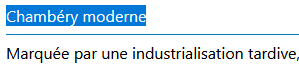 Chambéry moderne
Marquée par une industrialisation tardive,